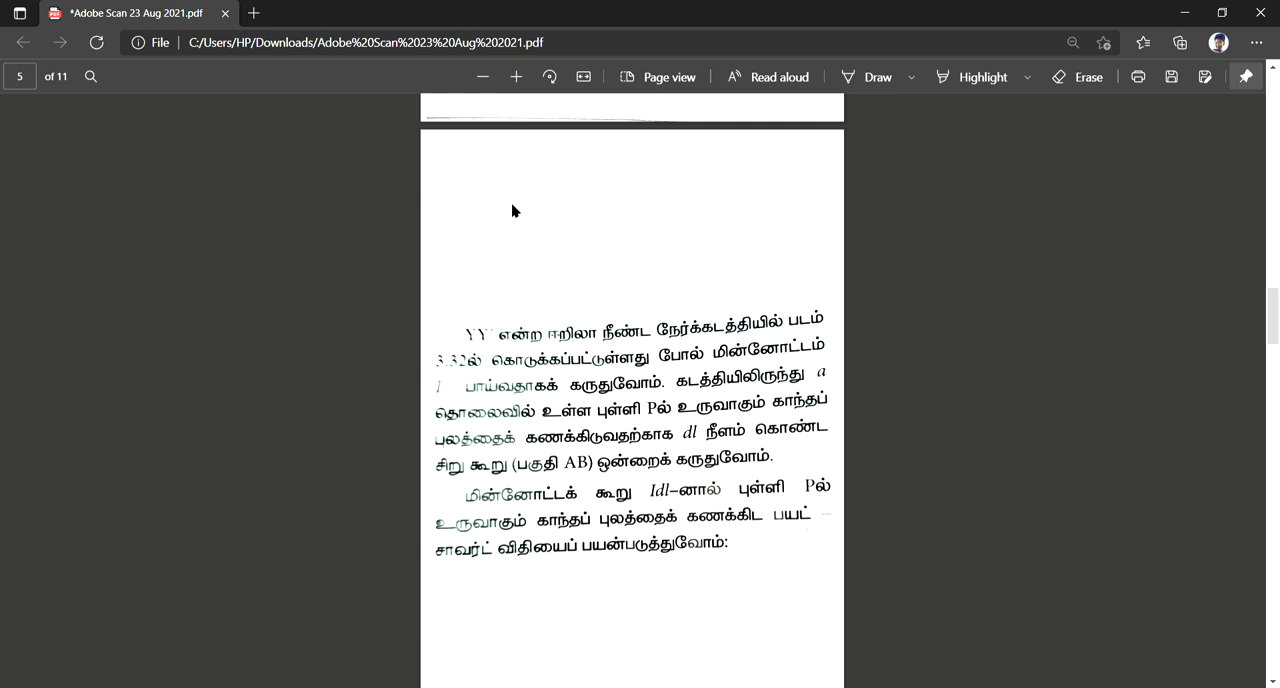 *Adobe Scan 23 Aug 2021.pdf
File C:/Users/HP/Downloads/Adobe%20Scan%2023%20Aug%202021.pdf
5 of 11 Page view Read aloud Draw Highlight Erase
YY' என்ற ஈறிலா நீண்ட நேர்க்கடத்தியில் படம்
3.32ல் கொடுக்கப்பட்டுள்ளது போல் மின்னோட்டம்
I பாய்வதாகக் கருதுவோம். கடத்தியிலிருந்து a
தொலைவில் உள்ள புள்ளி Pல் உருவாகும் காந்தப்
புலத்தைக் கணக்கிடுவதற்காக dl நீளம் கொண்ட
சிறு கூறு (பகுதி AB) ஒன்றைக் கருதுவோம்.
மின்னோட்டக் கூறு Idl–னால் புள்ளி Pல்
உருவாகும் காந்தப் புலத்தைக் கணக்கிட பயட் –
சாவர்ட் விதியைப் பயன்படுத்துவோம்: